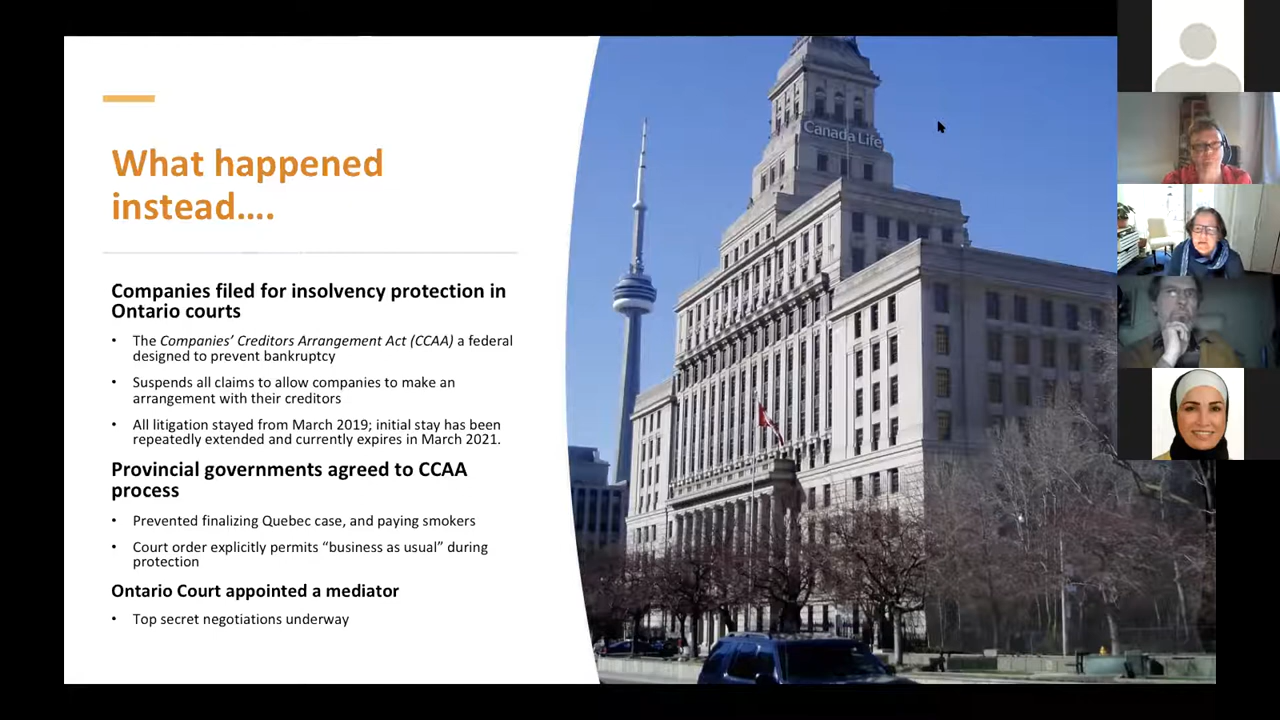 What happened
instead....
Companies filed for insolvency protection in
Ontario courts
• The Companies' Creditors Arrangement Act (CCAA) a federal
designed to prevent bankruptcy
• Suspends all claims to allow companies to make an
arrangement with their creditors
• All litigation stayed from March 2019; initial stay has been
repeatedly extended and currently expires in March 2021.
Provincial governments agreed to CCAA
process
• Prevented finalizing Quebec case, and paying smokers
• Court order explicitly permits “business as usual” during
protection
Ontario Court appointed a mediator
• Top secret negotiations underway
Canada Life